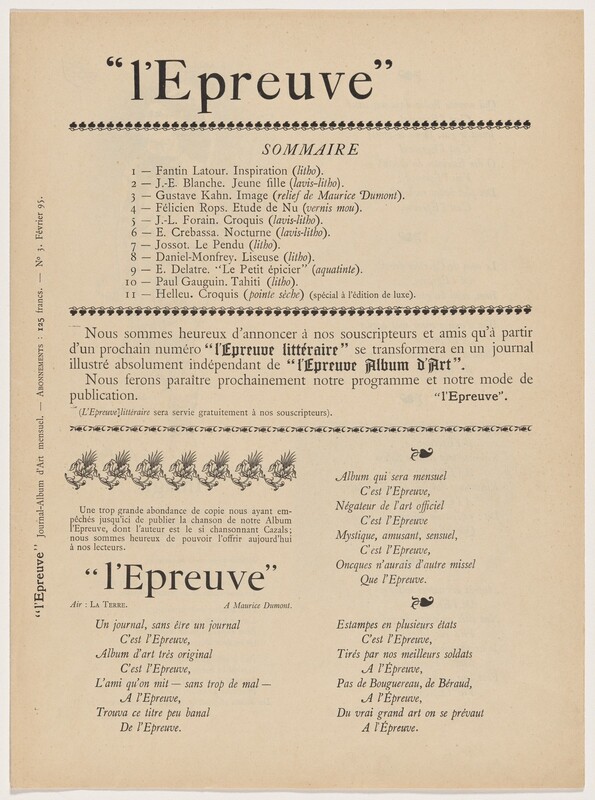 “l’Epreuve”
SOMMAIRE
1 — Fantin Latour. Inspiration (litho).
2 — J.-E. Blanche. Jeune fille (lavis-litho).
3 — Gustave Kahn. Image (relief de Maurice Dumont).
4 — Félicien Rops. Etude de Nu (vernis mou).
5 — J.-L. Forain. Croquis (lavis-litho).
6 — E. Crebassa. Nocturne (lavis-litho).
7 — Jossot. Le Pendu (litho).
8 — Daniel-Monfrey. Liseuse (litho).
9 — E. Delatre. “Le Petit épicier” (aquatinte).
10 — Paul Gauguin. Tahiti (litho).
11 — Helleu. Croquis (pointe sèche) (spécial à l’édition de luxe).
Nous sommes heureux d’annoncer à nos souscripteurs et amis qu’à partir
d’un prochain numéro “l’Epreuve littéraire” se transformera en un journal
illustré absolument indépendant de “l’Epreuve Album d’Art”.
Nous ferons paraître prochainement notre programme et notre mode de
publication. “l’Epreuve”.
(L’Epreuve littéraire sera servie gratuitement à nos souscripteurs).
Une trop grande abondance de copie nous ayant em-
pêchés jusqu’ici de publier la chanson de notre Album
l’Epreuve, dont l’auteur est le si chansonnant Cazals;
nous sommes heureux de pouvoir l’offrir aujourd’hui
à nos lecteurs.
“l’Epreuve”
Air : LA TERRE. A Maurice Dumont.
Un journal, sans être un journal
C’est l’Epreuve,
Album d’art très original
C’est l’Epreuve,
L’ami qu’on mit — sans trop de mal —
A l’Epreuve,
Trouva ce titre peu banal
De l’Epreuve.
Album qui sera mensuel
C’est l’Epreuve,
Négateur de l’art officiel
C’est l’Epreuve
Mystique, amusant, sensuel,
C’est l’Epreuve,
Oncques n’aurais d’autre missel
Que l’Epreuve.
Estampes en plusieurs états
C’est l’Epreuve,
Tirés par nos meilleurs soldats
A l’Épreuve,
Pas de Bouguereau, de Béraud,
A l’Épreuve,
Du vrai grand art on se prévaut
A l’Épreuve.
“l’Epreuve” Journal-Album d’Art mensuel. — ABONNEMENTS : 125 francs. — N° 3. Février 95.